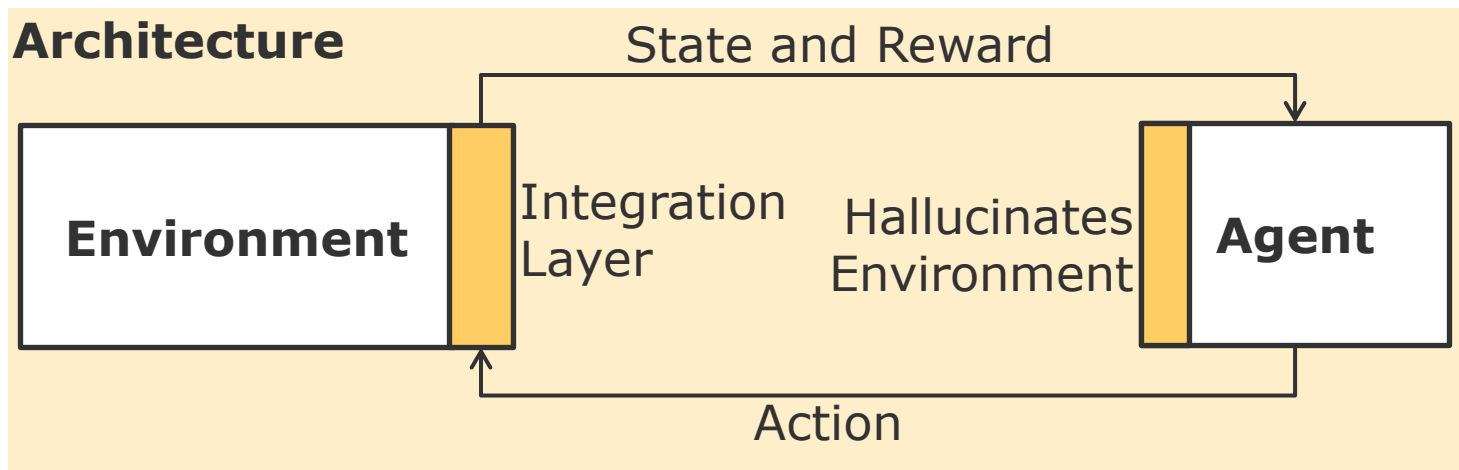 Architecture
State and Reward
Environment
Integration
Layer
Hallucinates
Environment
Agent
Action